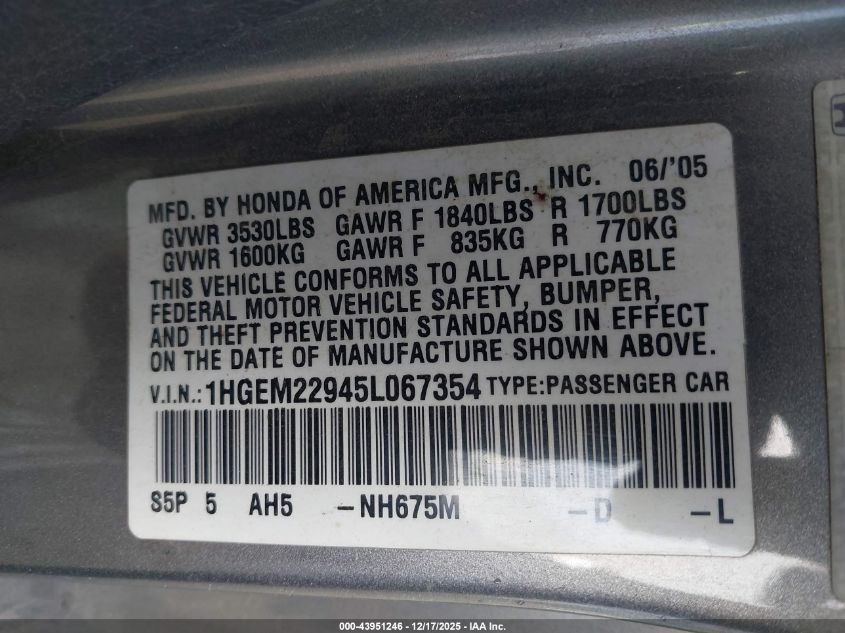 MFD. BY HONDA OF AMERICA MFG., INC. 06/'05
GVWR 3530LBS GAWR F 1840LBS R 1700LBS
GVWR 1600KG GAWR F 835KG R 770KG
THIS VEHICLE CONFORMS TO ALL APPLICABLE
FEDERAL MOTOR VEHICLE SAFETY, BUMPER,
AND THEFT PREVENTION STANDARDS IN EFFECT
ON THE DATE OF MANUFACTURE SHOWN ABOVE.
V.I.N.:1HGEM22945L067354 TYPE:PASSENGER CAR
S5P 5 AH5 -NH675M -D -L
000-43951246 - 12/17/2025 - IAA Inc.